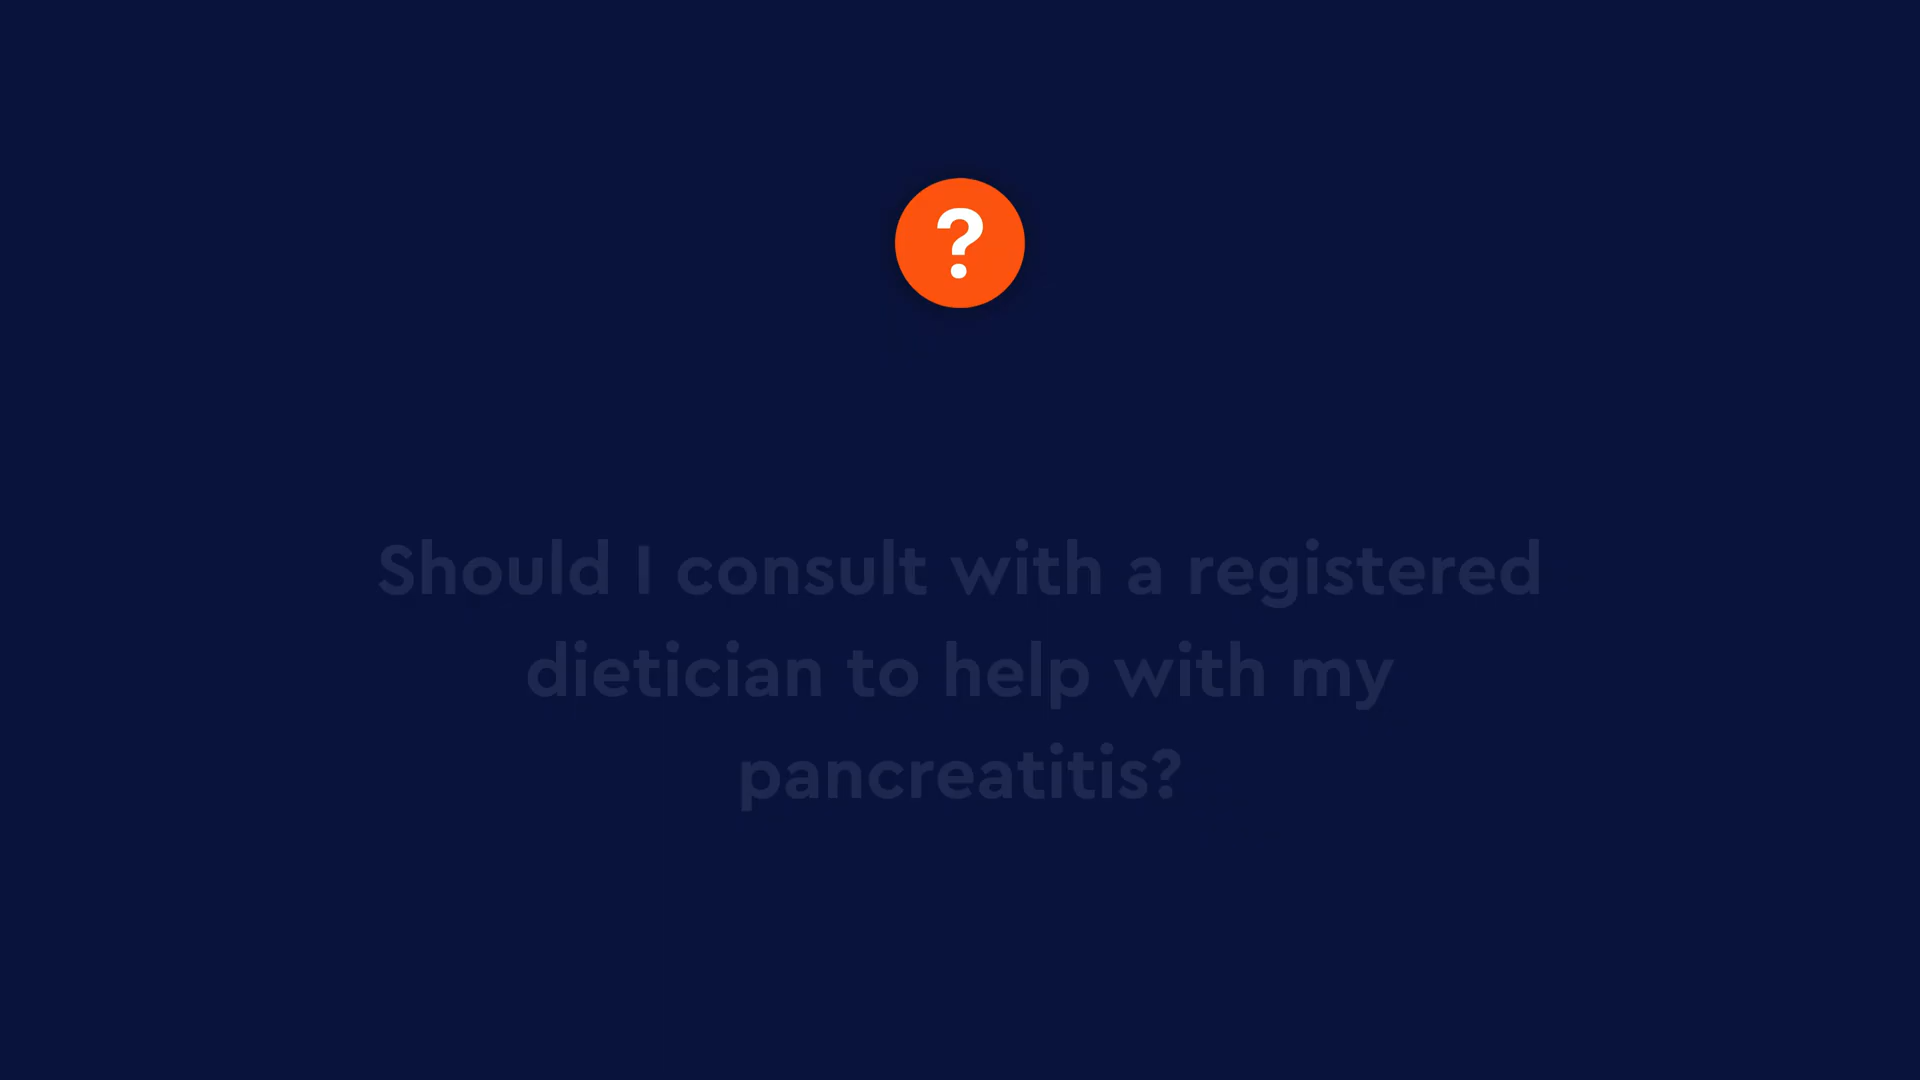 ?
Should I consult with a registered
dietician to help with my
pancreatitis?